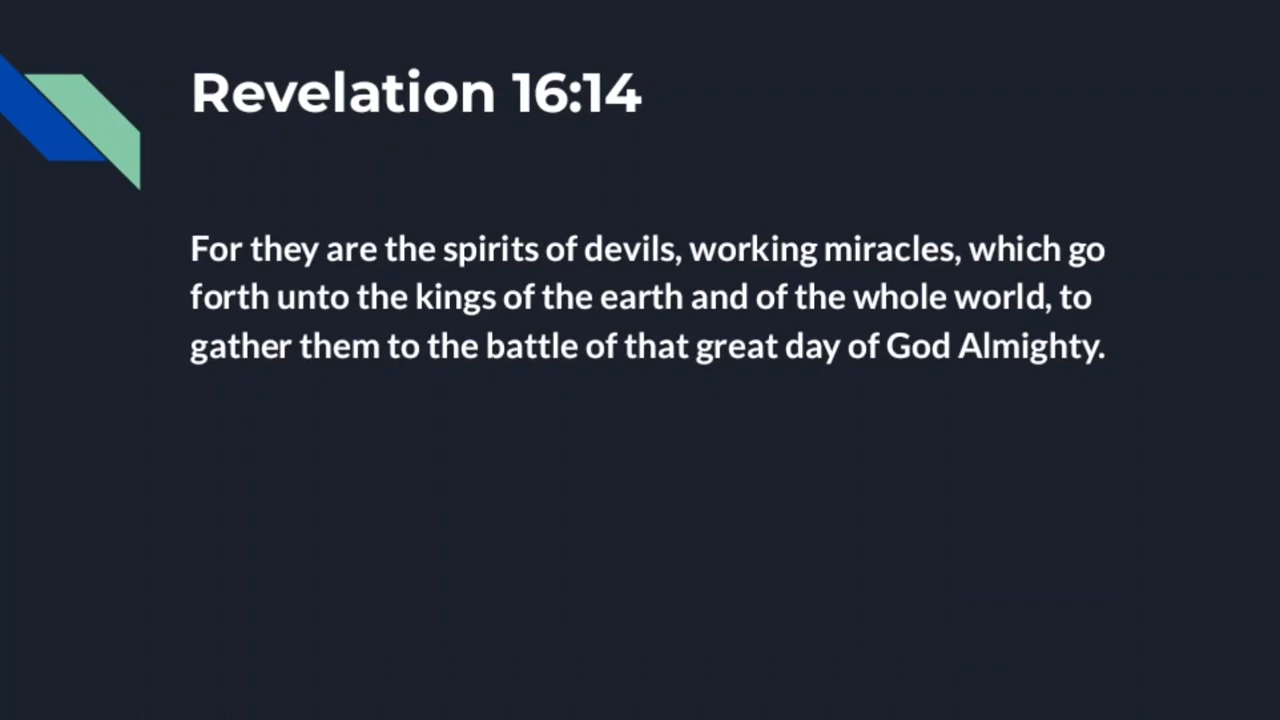 Revelation 16:14
For they are the spirits of devils, working miracles, which go
forth unto the kings of the earth and of the whole world, to
gather them to the battle of that great day of God Almighty.